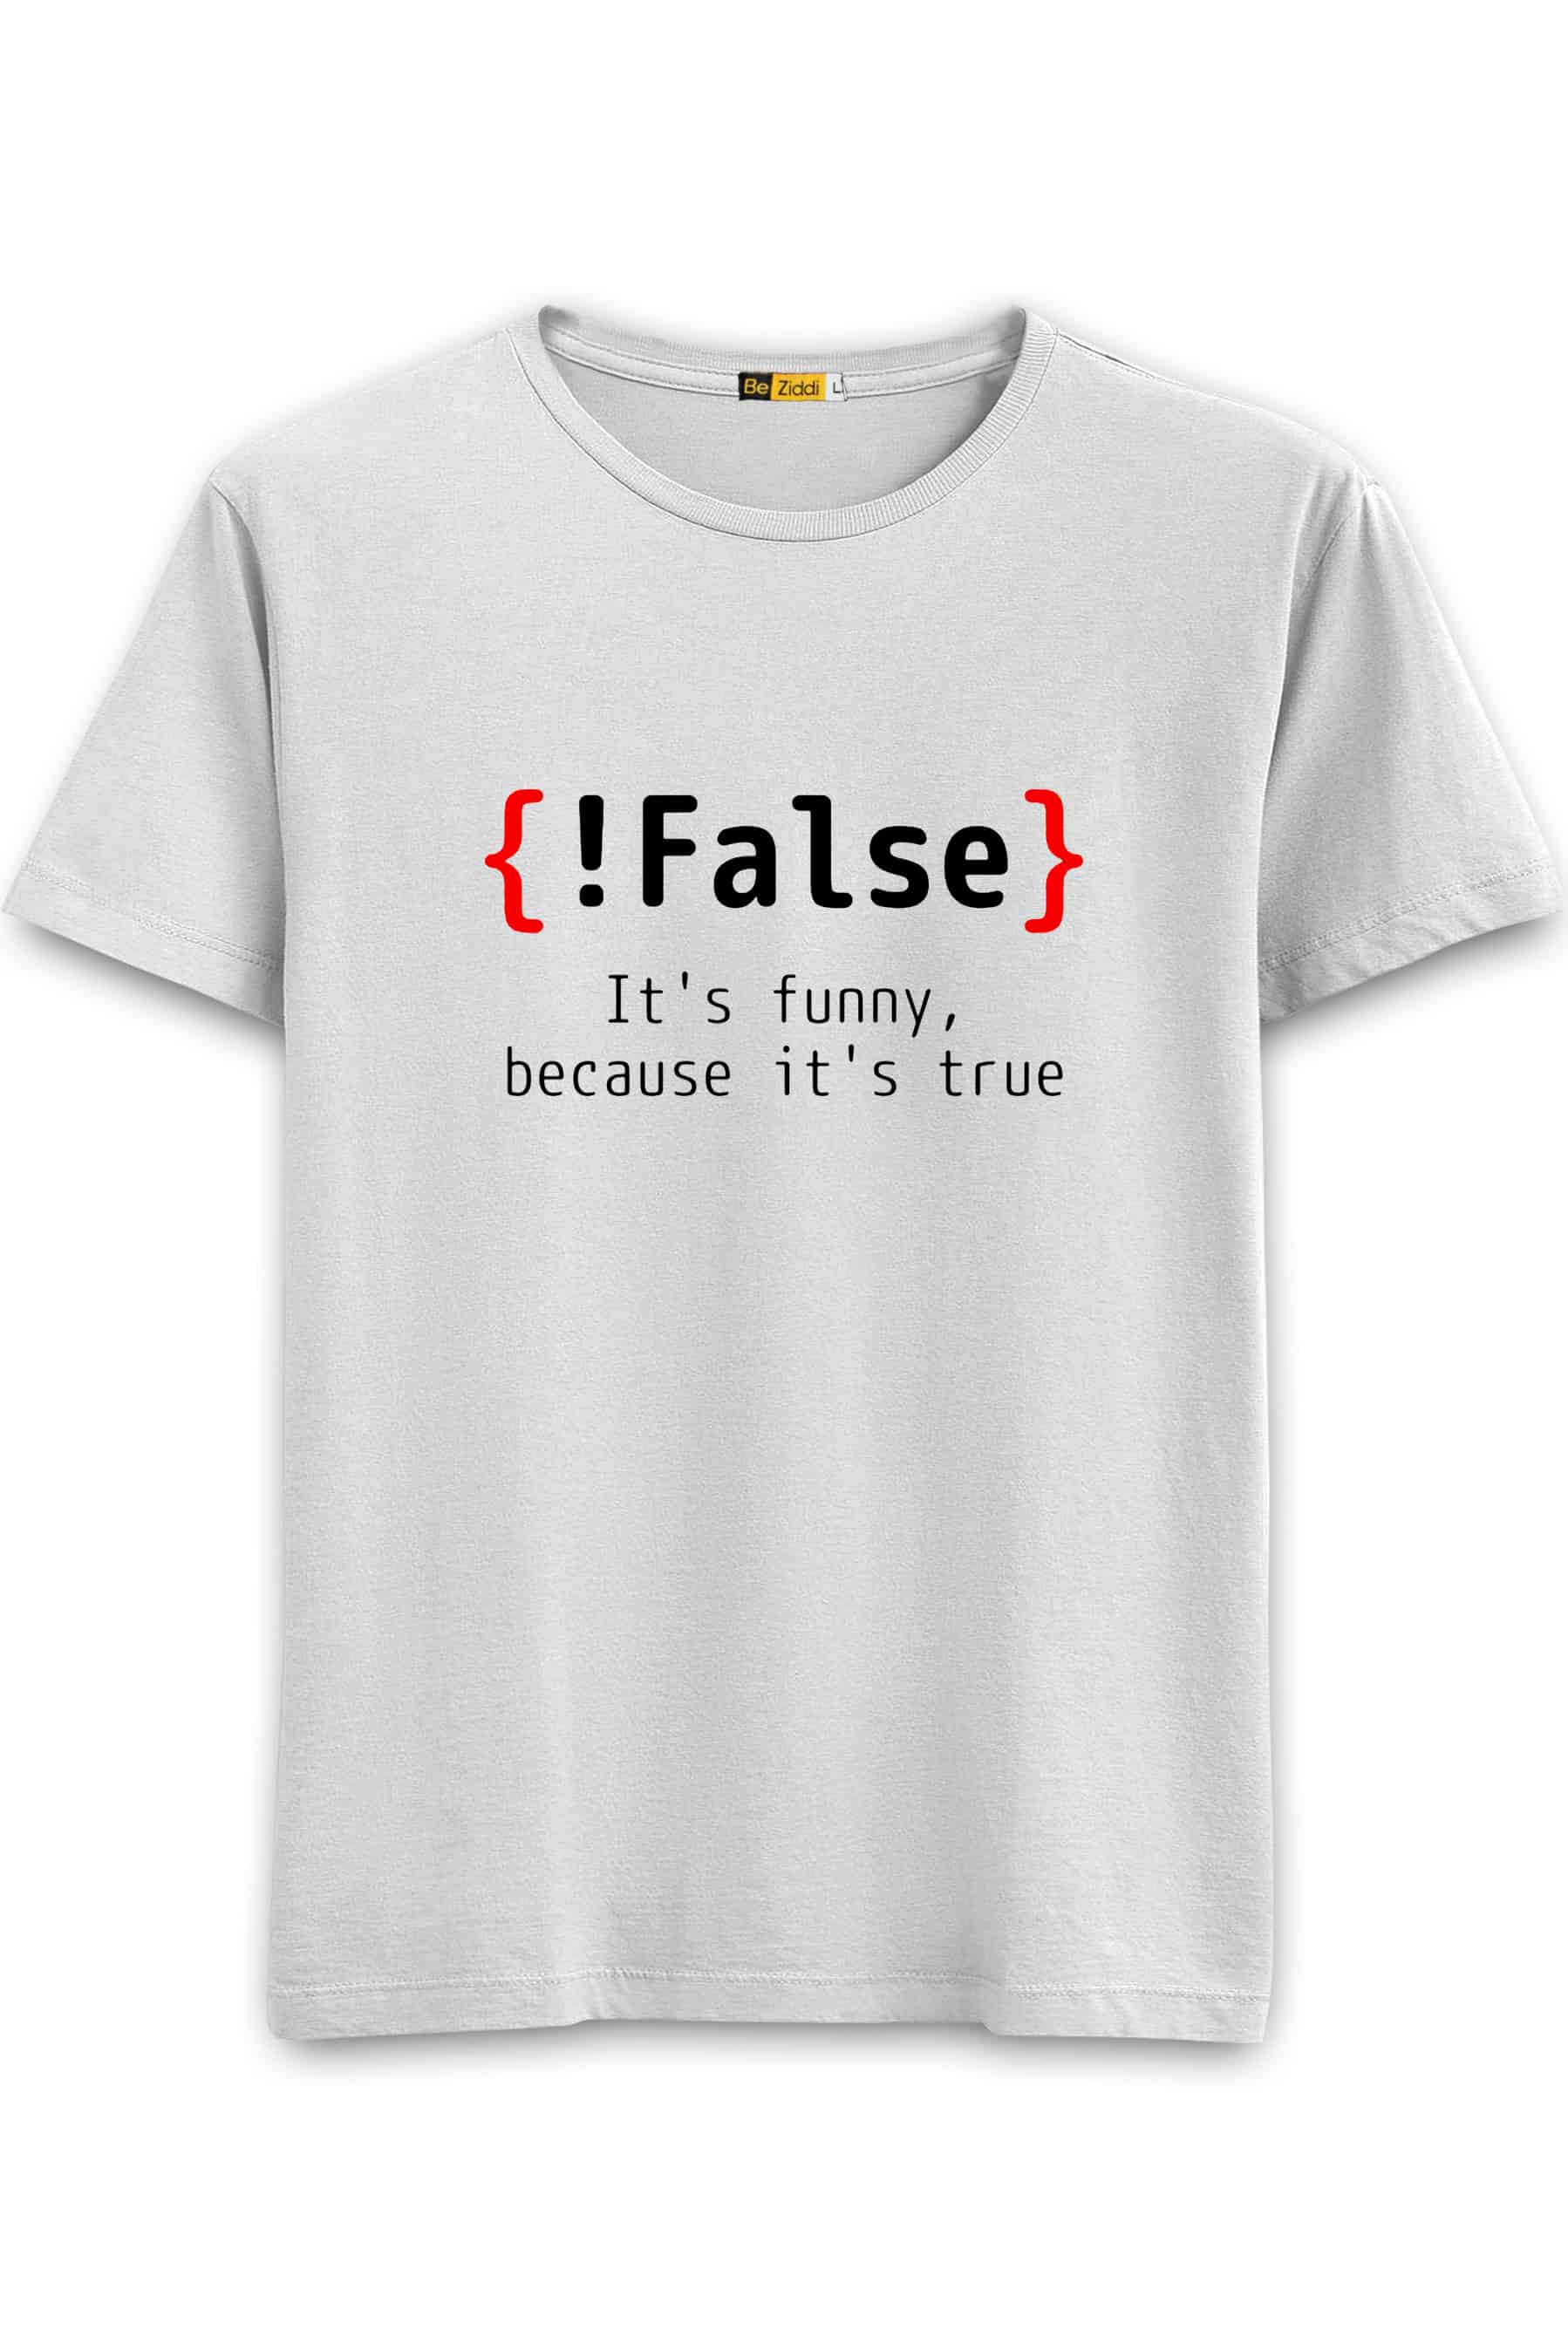 Be Ziddi L
{!False}
It's funny,
because it's true